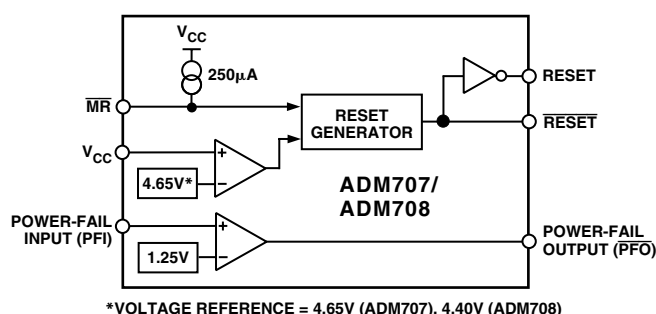 VCC
250μA
MR
RESET
GENERATOR
RESET
RESET
VCC
4.65V*
+
−
ADM707/
ADM708
POWER-FAIL
INPUT (PFI)
1.25V
+
−
POWER-FAIL
OUTPUT (PFO)
*VOLTAGE REFERENCE = 4.65V (ADM707), 4.40V (ADM708)